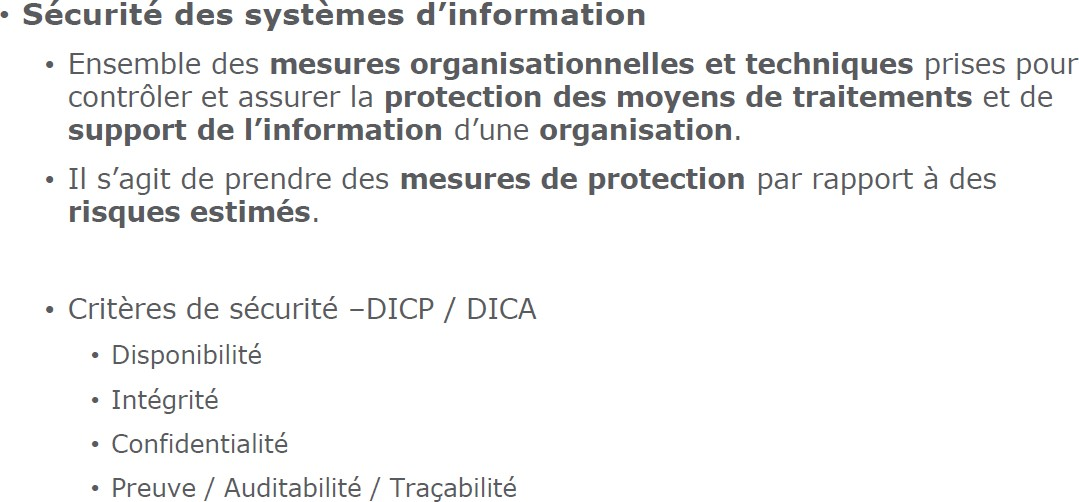 • Sécurité des systèmes d’information
• Ensemble des mesures organisationnelles et techniques prises pour
contrôler et assurer la protection des moyens de traitements et de
support de l’information d’une organisation.
• Il s’agit de prendre des mesures de protection par rapport à des
risques estimés.
• Critères de sécurité –DICP / DICA
• Disponibilité
• Intégrité
• Confidentialité
• Preuve / Auditabilité / Traçabilité